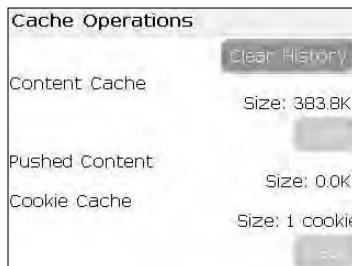 Cache Operations
Clear History
Content Cache
Size: 383.8K
Pushed Content
Size: 0.0K
Cookie Cache
Size: 1 cookie